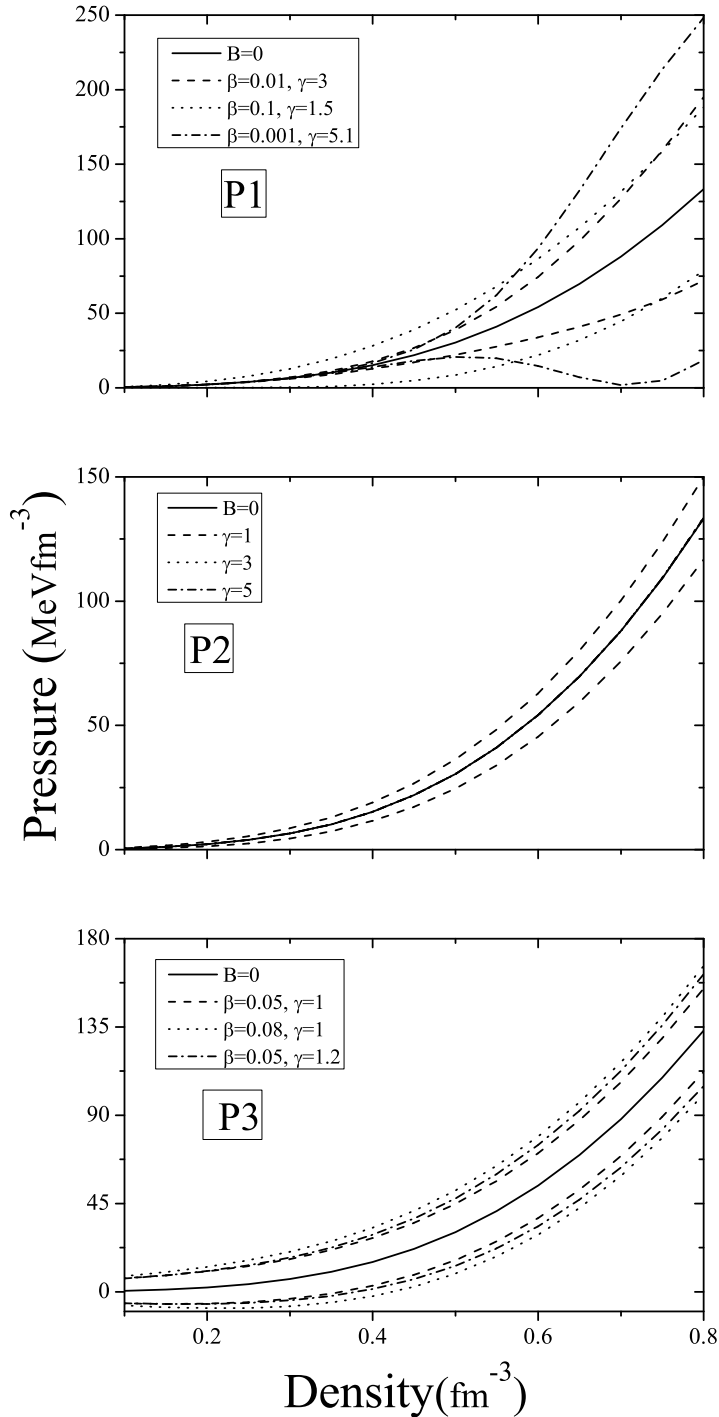 250
200
150
100
50
0
B=0
β=0.01, γ=3
β=0.1, γ=1.5
β=0.001, γ=5.1
P1
150
100
50
0
B=0
γ=1
γ=3
γ=5
P2
Pressure (MeVfm⁻³)
180
135
90
45
0
B=0
β=0.05, γ=1
β=0.08, γ=1
β=0.05, γ=1.2
P3
0.2 0.4 0.6 0.8
Density(fm⁻³)